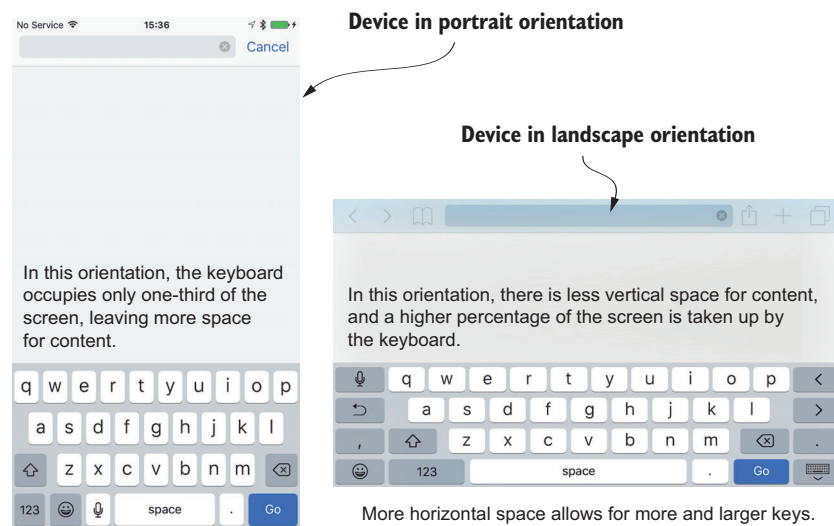 Device in portrait orientation
No Service 15:36
Cancel
In this orientation, the keyboard
occupies only one-third of the
screen, leaving more space
for content.
q w e r t y u i o p
a s d f g h j k l
z x c v b n m
123 space . Go
Device in landscape orientation
In this orientation, there is less vertical space for content,
and a higher percentage of the screen is taken up by
the keyboard.
q w e r t y u i o p
a s d f g h j k l
, z x c v b n m .
123 space . Go
More horizontal space allows for more and larger keys.